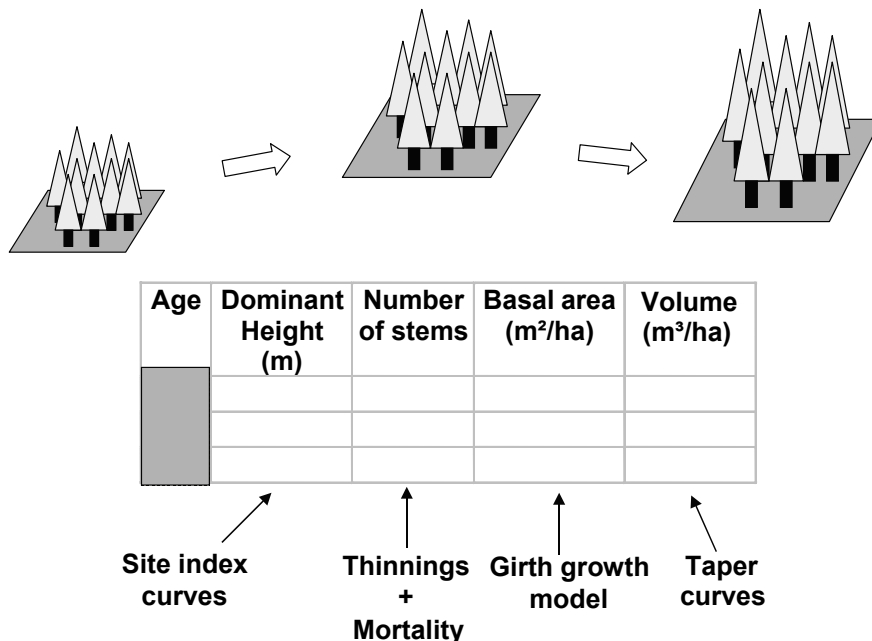 Age
Dominant
Height
(m)
Number
of stems
Basal area
(m²/ha)
Volume
(m³/ha)
Site index
curves
Thinnings
+
Mortality
Girth growth
model
Taper
curves